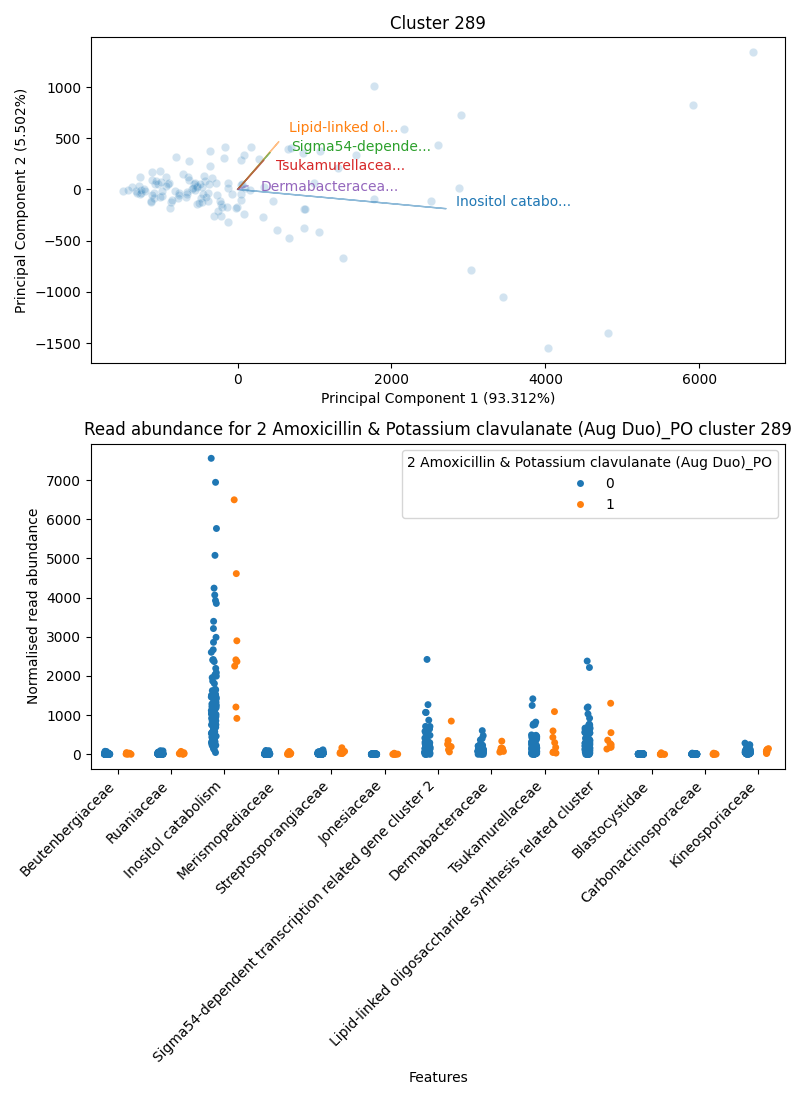 Cluster 289
Principal Component 2 (5.502%)
1000
500
0
−500
−1000
−1500
Lipid-linked ol...
Sigma54-depende...
Tsukamurellacea...
Dermabacteracea...
Inositol catabo...
0
2000
4000
6000
Principal Component 1 (93.312%)
Read abundance for 2 Amoxicillin & Potassium clavulanate (Aug Duo)_PO cluster 289
Normalised read abundance
7000
6000
5000
4000
3000
2000
1000
0
2 Amoxicillin & Potassium clavulanate (Aug Duo)_PO
0
1
Beutenbergiaceae
Ruaniaceae
Inositol catabolism
Merismopediaceae
Streptosporangiaceae
Jonesiaceae
Sigma54-dependent transcription related gene cluster 2
Dermabacteraceae
Tsukamurellaceae
Lipid-linked oligosaccharide synthesis related cluster
Blastocystidae
Carbonactinosporaceae
Kineosporiaceae
Features